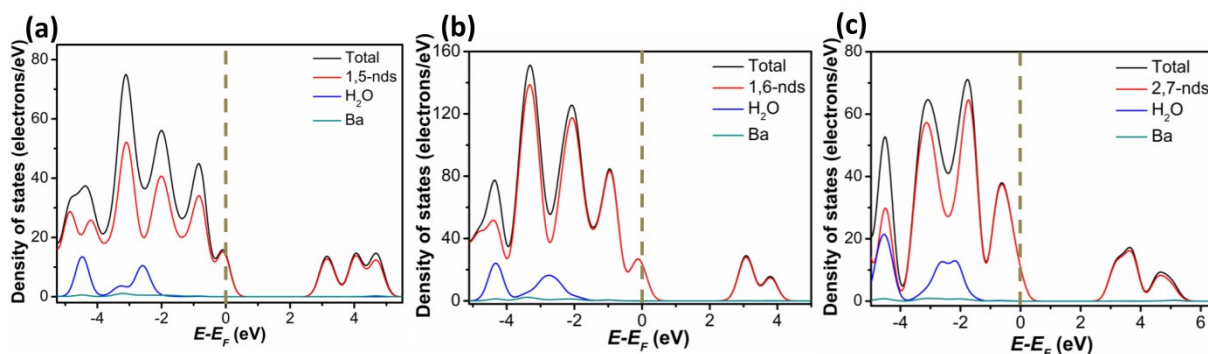 (a)
Density of states (electrons/eV)
80
60
40
20
0
-4
-2
0
2
4
E-E_F (eV)
Total
1,5-nds
H₂O
Ba
(b)
Density of states (electrons/eV)
160
120
80
40
0
-4
-2
0
2
4
E-E_F (eV)
Total
1,6-nds
H₂O
Ba
(c)
Density of states (electrons/eV)
80
60
40
20
0
-4
-2
0
2
4
6
E-E_F (eV)
Total
2,7-nds
H₂O
Ba